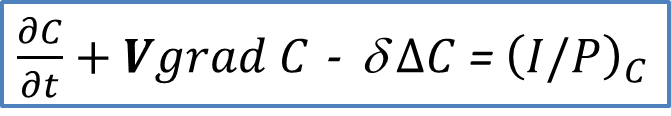 ∂C/∂t + V grad C - δΔC = (I/P)_C